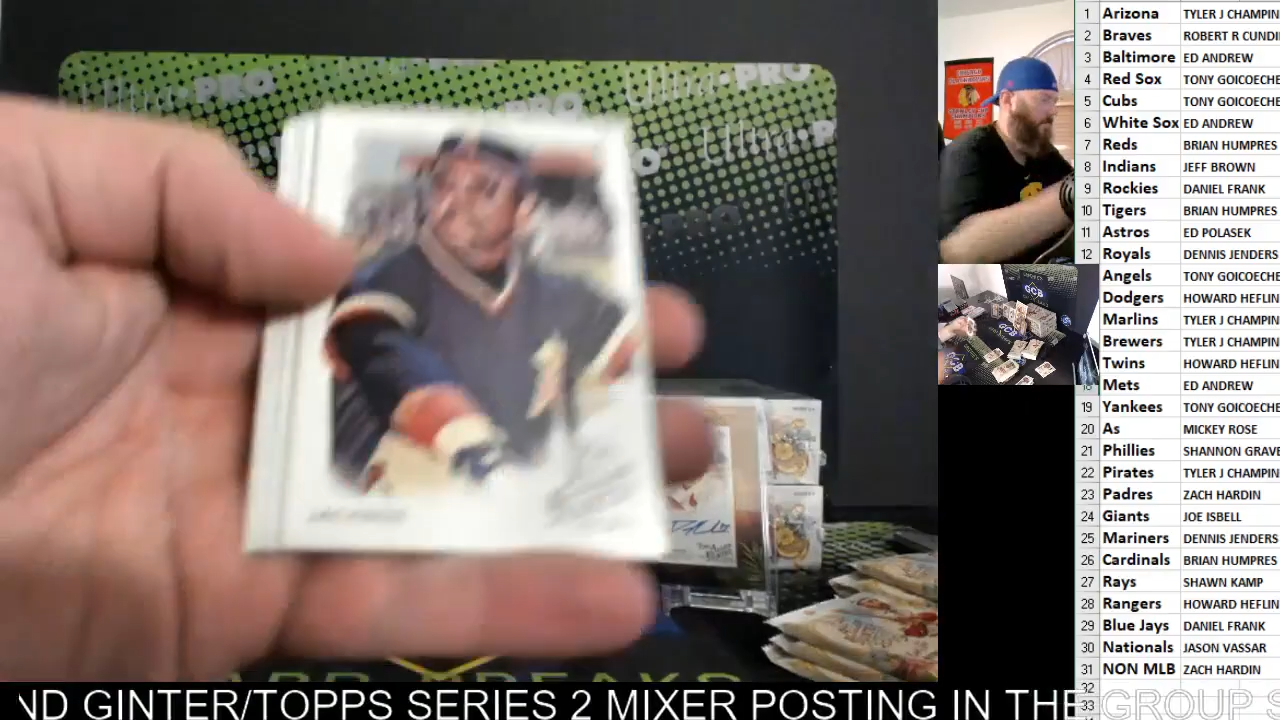 Ultra·PRO
Ultra·PRO
Ultra·P
GCB
1 Arizona TYLER J CHAMPIN
2 Braves ROBERT R CUNDI
3 Baltimore ED ANDREW
4 Red Sox TONY GOICOECHE
5 Cubs TONY GOICOECHE
6 White Sox ED ANDREW
7 Reds BRIAN HUMPRES
8 Indians JEFF BROWN
9 Rockies DANIEL FRANK
10 Tigers BRIAN HUMPRES
11 Astros ED POLASEK
12 Royals DENNIS JENDERS
Angels TONY GOICOECHE
Dodgers HOWARD HEFLIN
Marlins TYLER J CHAMPIN
Brewers TYLER J CHAMPIN
Twins HOWARD HEFLIN
Mets ED ANDREW
19 Yankees TONY GOICOECHE
20 As MICKEY ROSE
21 Phillies SHANNON GRAVE
22 Pirates TYLER J CHAMPIN
23 Padres ZACH HARDIN
24 Giants JOE ISBELL
25 Mariners DENNIS JENDERS
26 Cardinals BRIAN HUMPRES
27 Rays SHAWN KAMP
28 Rangers HOWARD HEFLIN
29 Blue Jays DANIEL FRANK
30 Nationals JASON VASSAR
31 NON MLB ZACH HARDIN
32
33
ND GINTER/TOPPS SERIES 2 MIXER POSTING IN THE GROUP S